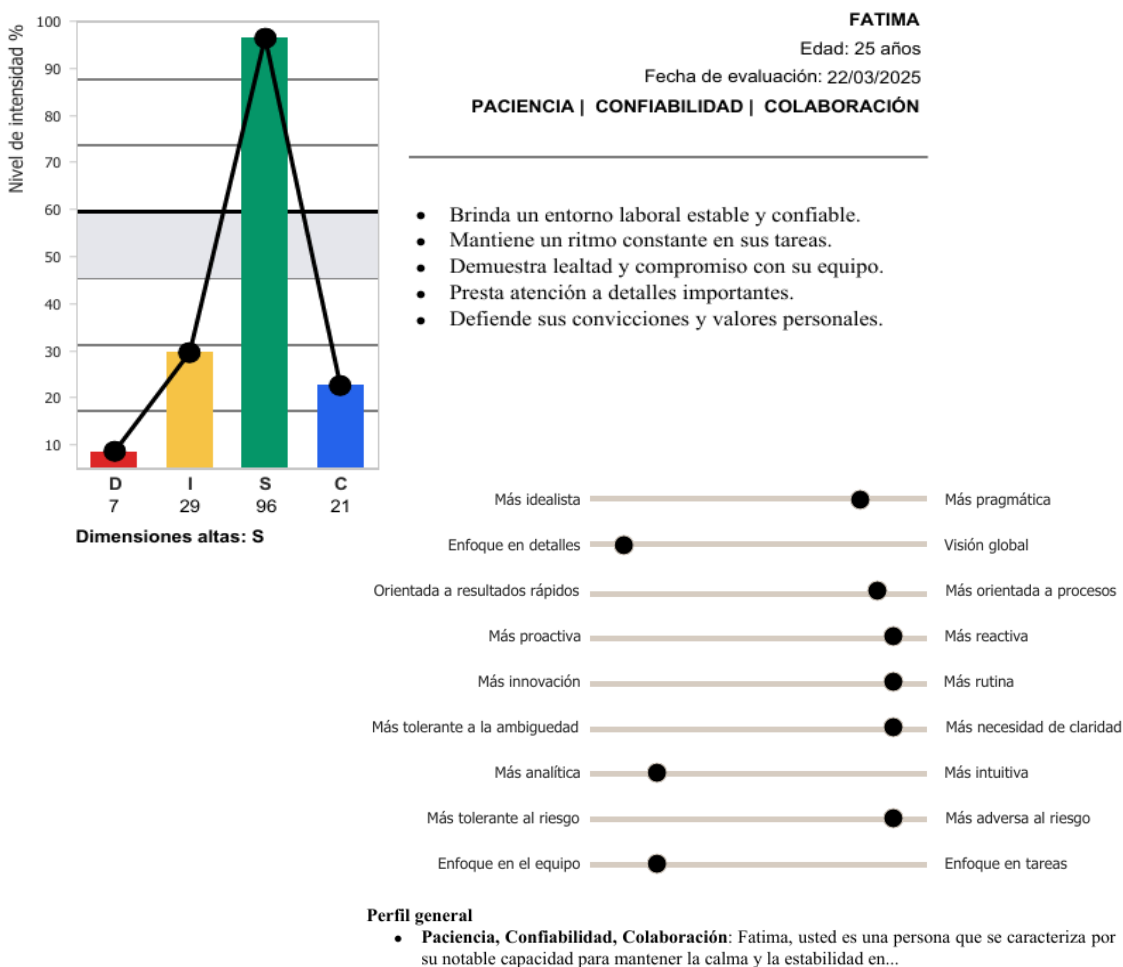 Nivel de intensidad %
100
90
80
70
60
50
40
30
20
10
D
I
S
C
7
29
96
21
Dimensiones altas: S
FATIMA
Edad: 25 años
Fecha de evaluación: 22/03/2025
PACIENCIA | CONFIABILIDAD | COLABORACIÓN
• Brinda un entorno laboral estable y confiable.
• Mantiene un ritmo constante en sus tareas.
• Demuestra lealtad y compromiso con su equipo.
• Presta atención a detalles importantes.
• Defiende sus convicciones y valores personales.
Más idealista Más pragmática
Enfoque en detalles Visión global
Orientada a resultados rápidos Más orientada a procesos
Más proactiva Más reactiva
Más innovación Más rutina
Más tolerante a la ambiguedad Más necesidad de claridad
Más analítica Más intuitiva
Más tolerante al riesgo Más adversa al riesgo
Enfoque en el equipo Enfoque en tareas
Perfil general
• Paciencia, Confiabilidad, Colaboración: Fatima, usted es una persona que se caracteriza por
su notable capacidad para mantener la calma y la estabilidad en...